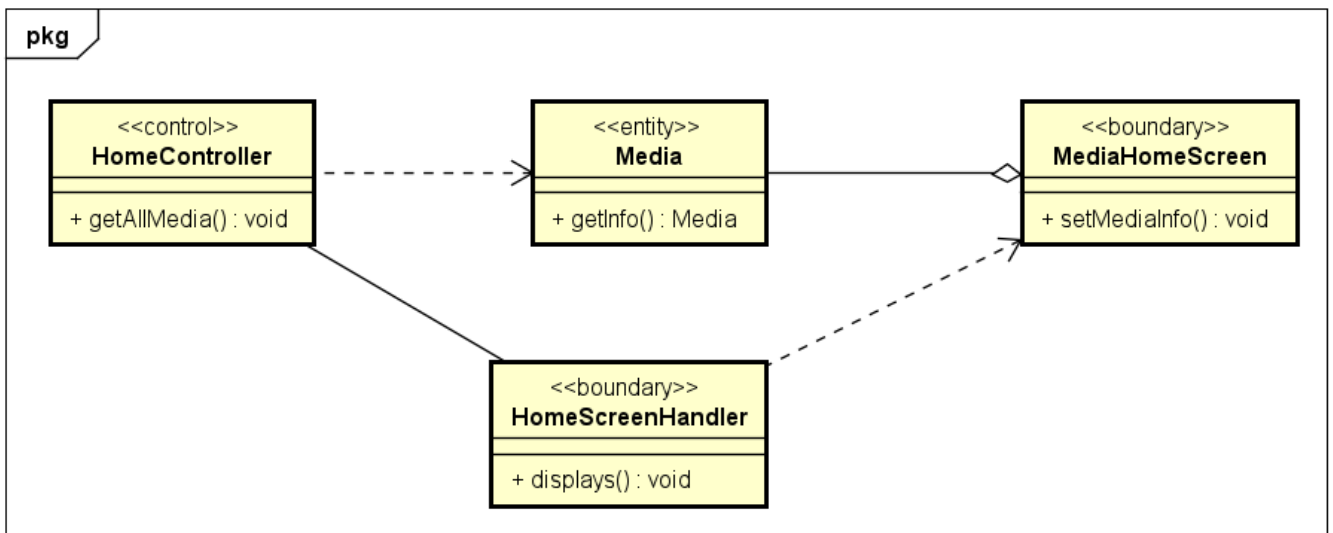 pkg
<<control>>
HomeController
+ getAllMedia() : void
<<entity>>
Media
+ getInfo() : Media
<<boundary>>
MediaHomeScreen
+ setMediaInfo() : void
<<boundary>>
HomeScreenHandler
+ displays() : void